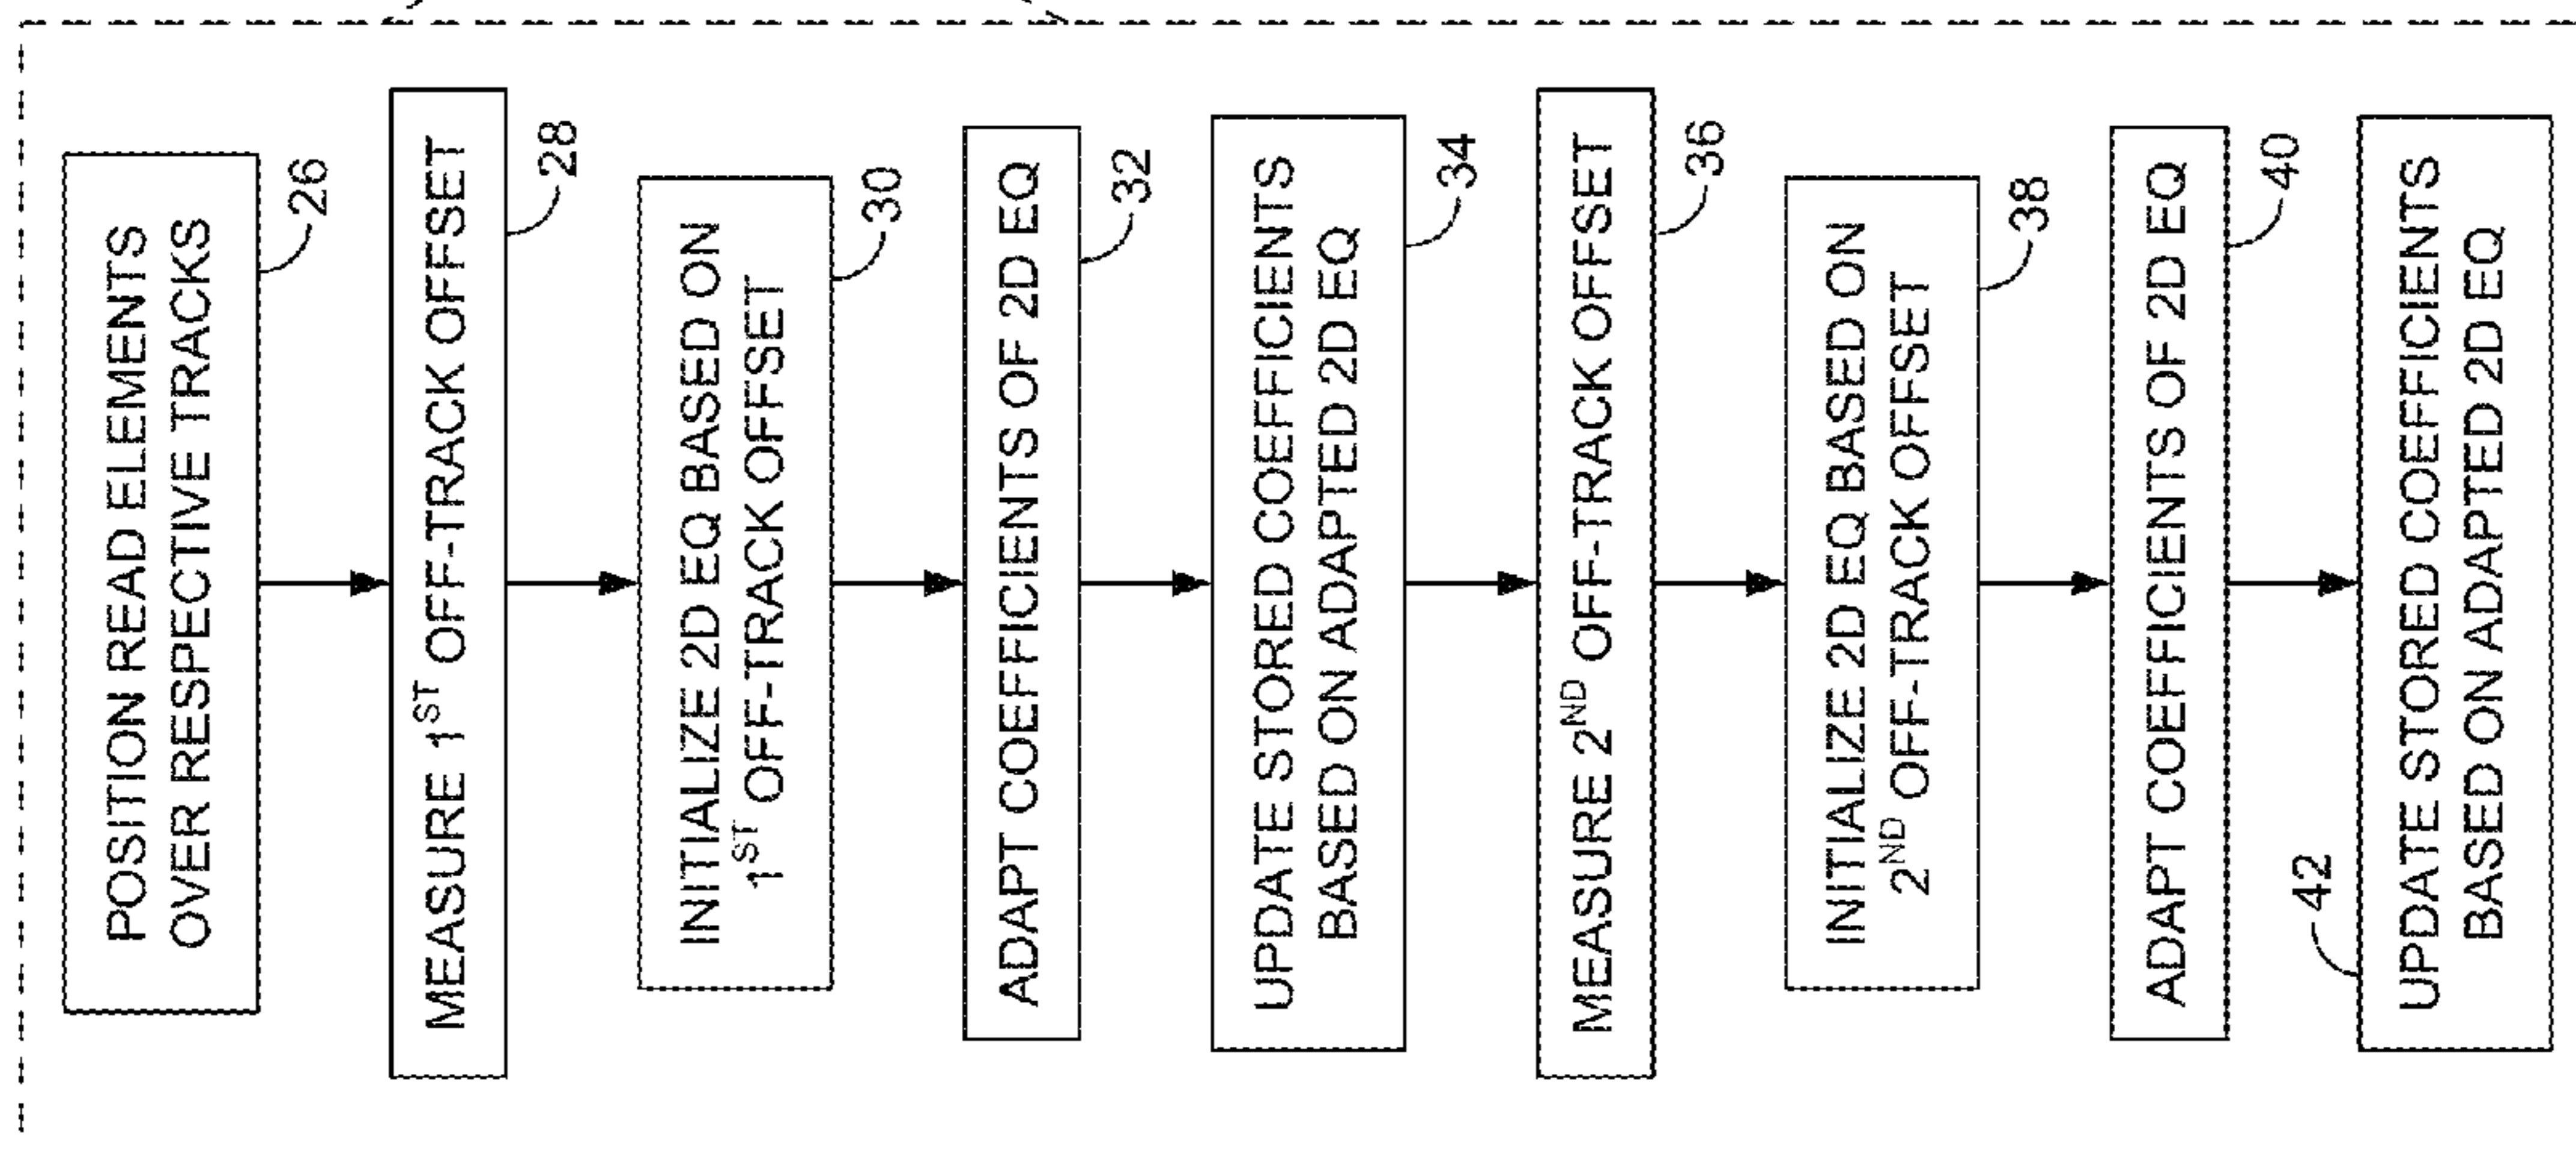 POSITION READ ELEMENTS
OVER RESPECTIVE TRACKS
26
MEASURE 1ST OFF-TRACK OFFSET
28
INITIALIZE 2D EQ BASED ON
1ST OFF-TRACK OFFSET
30
ADAPT COEFFICIENTS OF 2D EQ
32
UPDATE STORED COEFFICIENTS
BASED ON ADAPTED 2D EQ
34
MEASURE 2ND OFF-TRACK OFFSET
36
INITIALIZE 2D EQ BASED ON
2ND OFF-TRACK OFFSET
38
ADAPT COEFFICIENTS OF 2D EQ
40
UPDATE STORED COEFFICIENTS
BASED ON ADAPTED 2D EQ
42